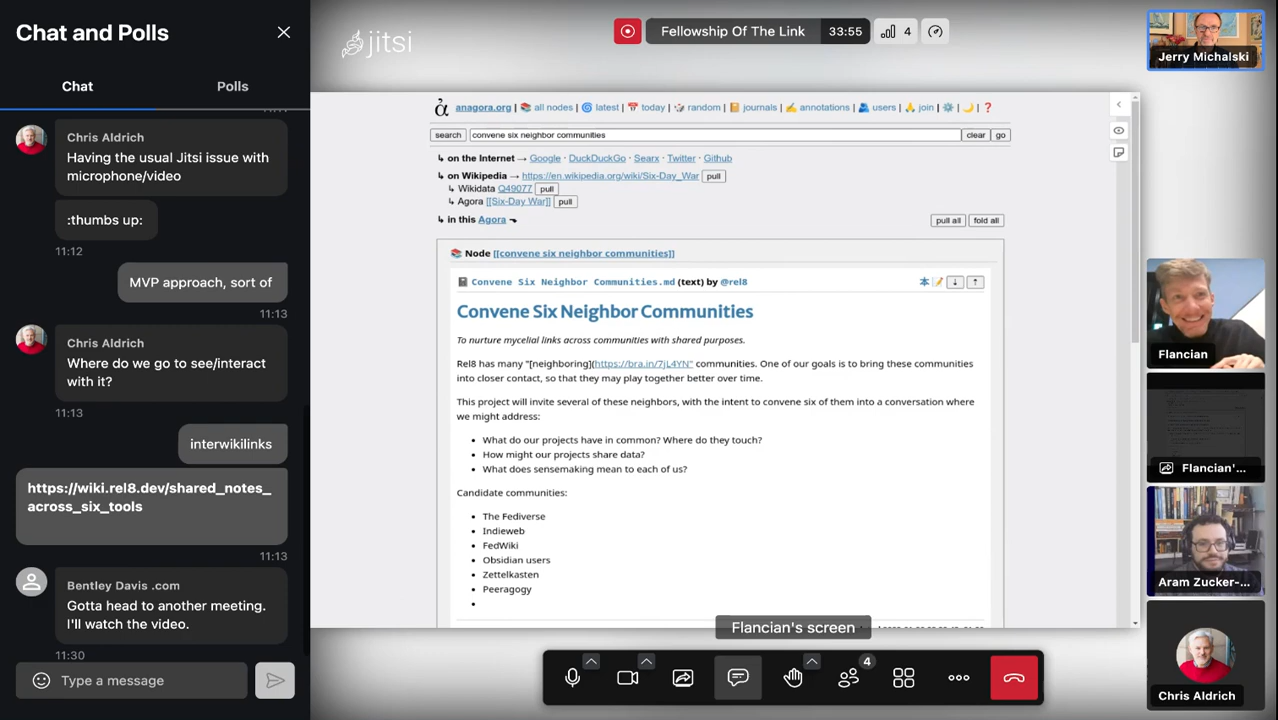 Chat and Polls
Chat
Polls
Chris Aldrich
Having the usual Jitsi issue with
microphone/video
:thumbs up:
11:12
MVP approach, sort of
11:13
Chris Aldrich
Where do we go to see/interact
with it?
11:13
interwikilinks
https://wiki.rel8.dev/shared_notes_
across_six_tools
11:13
Bentley Davis .com
Gotta head to another meeting.
I'll watch the video.
11:30
Type a message
jitsi
Fellowship Of The Link
33:55
4
anagora.org | all nodes | latest | today | random | journals | annotations | users | join | | | ?
search convene six neighbor communities clear go
↳ on the Internet → Google · DuckDuckGo · Searx · Twitter · Github
↳ on Wikipedia → https://en.wikipedia.org/wiki/Six-Day_War pull
↳ Wikidata Q49077 pull
↳ Agora [[Six-Day War]] pull
↳ in this Agora
pull all fold all
Node [[convene six neighbor communities]]
Convene Six Neighbor Communities.md (text) by @rel8
Convene Six Neighbor Communities
To nurture mycelial links across communities with shared purposes.
Rel8 has many "[neighboring](https://bra.in/7jL4YN" communities. One of our goals is to bring these communities
into closer contact, so that they may play together better over time.
This project will invite several of these neighbors, with the intent to convene six of them into a conversation where
we might address:
• What do our projects have in common? Where do they touch?
• How might our projects share data?
• What does sensemaking mean to each of us?
Candidate communities:
• The Fediverse
• Indieweb
• FedWiki
• Obsidian users
• Zettelkasten
• Peeragogy
•
Flancian's screen
4
Jerry Michalski
Flancian
Flancian'...
Aram Zucker-...
Chris Aldrich